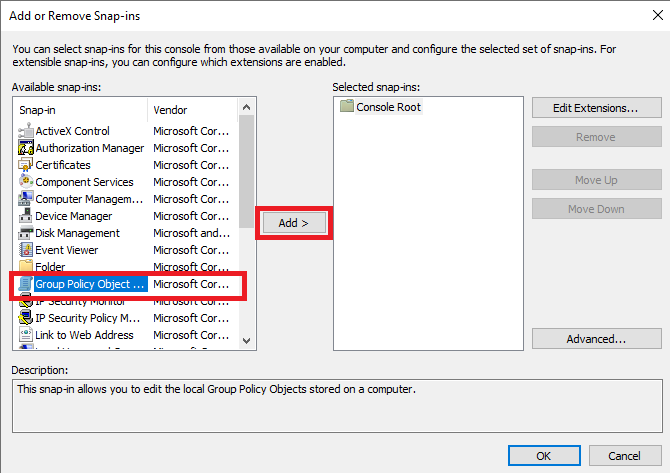 Add or Remove Snap-ins
You can select snap-ins for this console from those available on your computer and configure the selected set of snap-ins. For
extensible snap-ins, you can configure which extensions are enabled.
Available snap-ins:
Snap-in Vendor
ActiveX Control Microsoft Cor...
Authorization Manager Microsoft Cor...
Certificates Microsoft Cor...
Component Services Microsoft Cor...
Computer Managem... Microsoft Cor...
Device Manager Microsoft Cor...
Disk Management Microsoft and...
Event Viewer Microsoft Cor...
Folder Microsoft Cor...
Group Policy Object ... Microsoft Cor...
IP Security Monitor Microsoft Cor...
IP Security Policy M... Microsoft Cor...
Link to Web Address Microsoft Cor...
Add >
Selected snap-ins:
Console Root
Edit Extensions...
Remove
Move Up
Move Down
Advanced...
Description:
This snap-in allows you to edit the local Group Policy Objects stored on a computer.
OK
Cancel